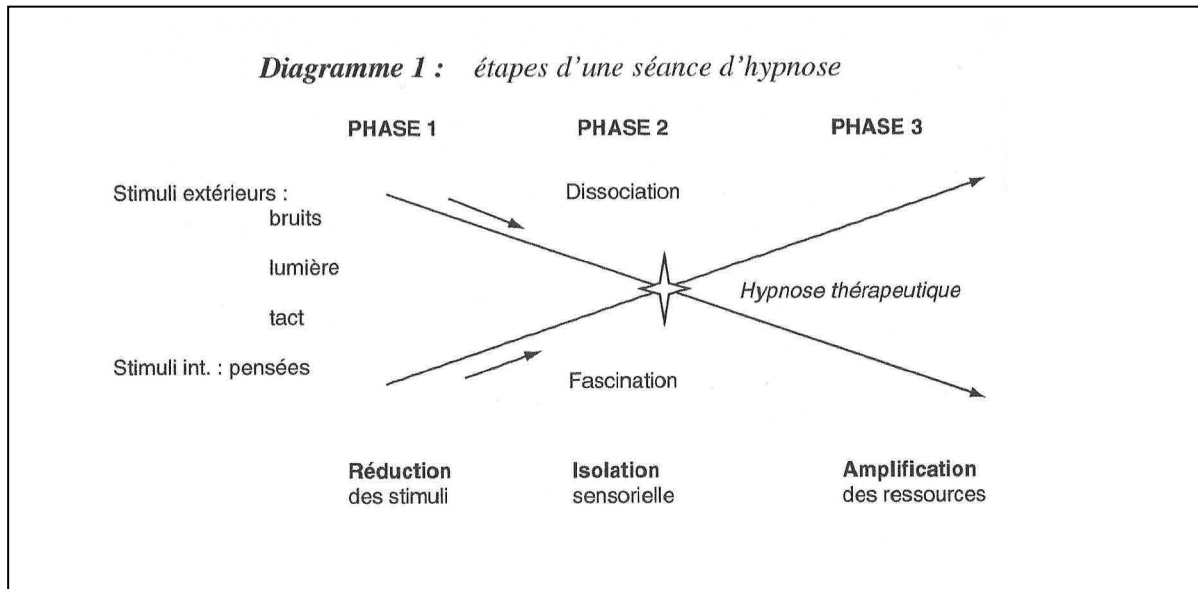 Diagramme 1 : étapes d'une séance d'hypnose
PHASE 1 PHASE 2 PHASE 3
Stimuli extérieurs : Dissociation
bruits
lumière
Hypnose thérapeutique
tact
Stimuli int. : pensées
Fascination
Réduction Isolation Amplification
des stimuli sensorielle des ressources